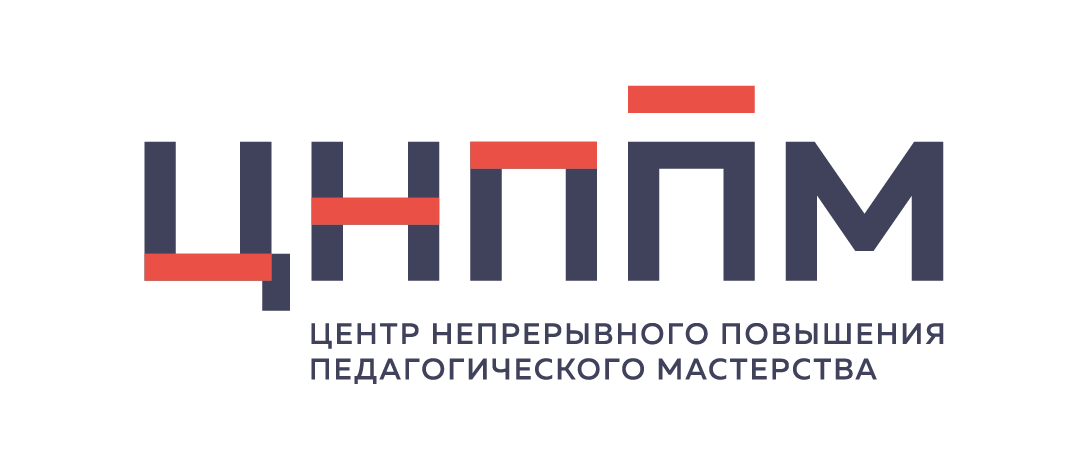 ЦНППМ
ЦЕНТР НЕПРЕРЫВНОГО ПОВЫШЕНИЯ
ПЕДАГОГИЧЕСКОГО МАСТЕРСТВА